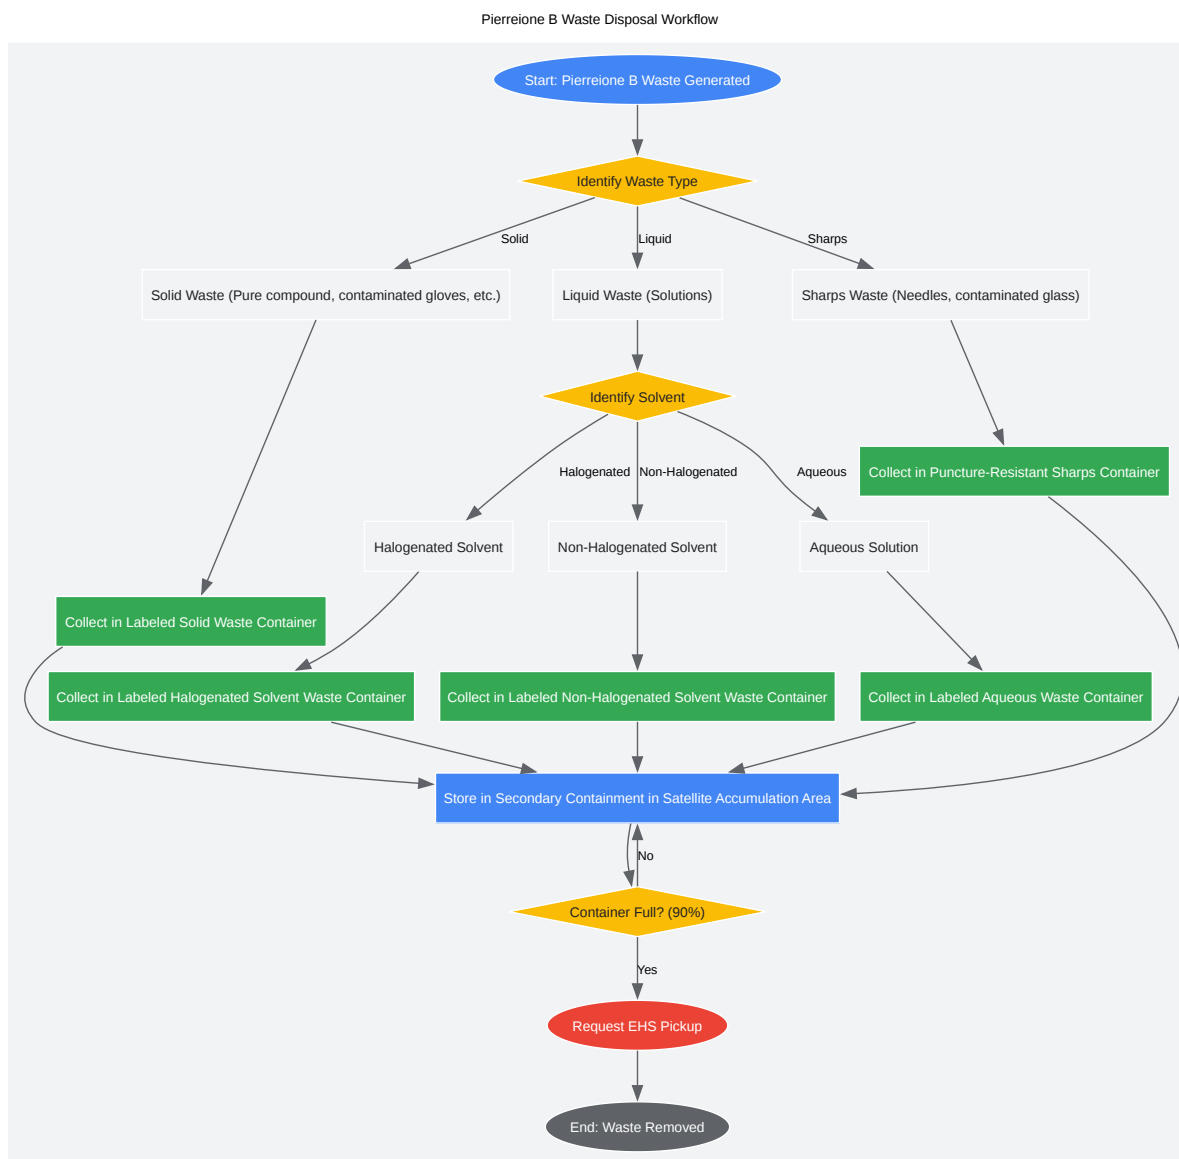 Pierreione B Waste Disposal Workflow
Start: Pierreione B Waste Generated
Identify Waste Type
Solid
Liquid
Sharps
Solid Waste (Pure compound, contaminated gloves, etc.)
Liquid Waste (Solutions)
Sharps Waste (Needles, contaminated glass)
Identify Solvent
Halogenated
Non-Halogenated
Aqueous
Collect in Puncture-Resistant Sharps Container
Halogenated Solvent
Non-Halogenated Solvent
Aqueous Solution
Collect in Labeled Solid Waste Container
Collect in Labeled Halogenated Solvent Waste Container
Collect in Labeled Non-Halogenated Solvent Waste Container
Collect in Labeled Aqueous Waste Container
Store in Secondary Containment in Satellite Accumulation Area
No
Container Full? (90%)
Yes
Request EHS Pickup
End: Waste Removed